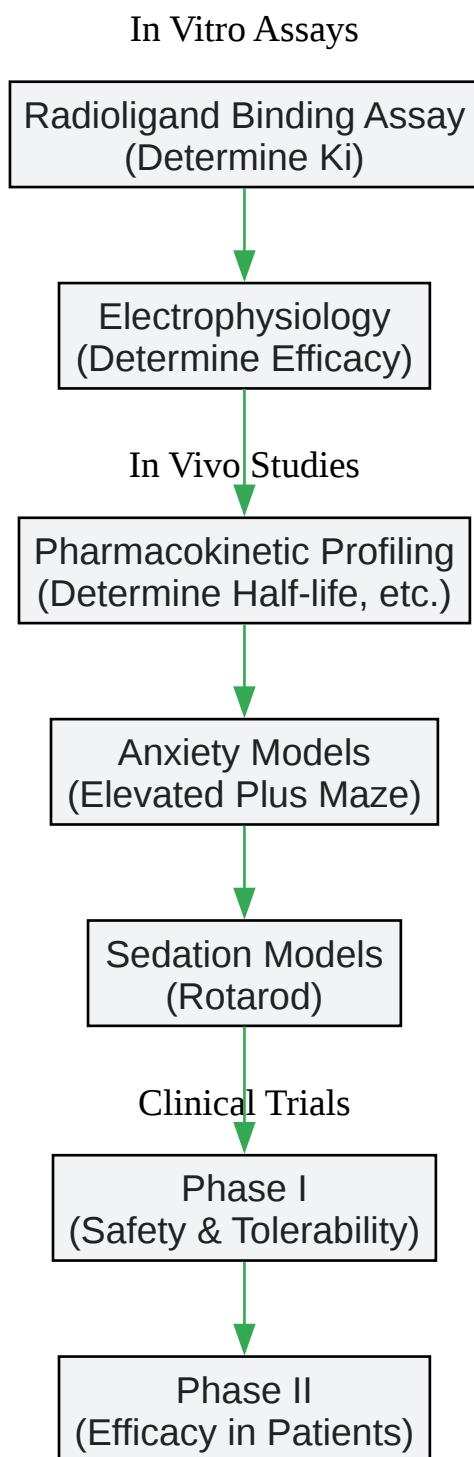 In Vitro Assays
Radioligand Binding Assay
(Determine Ki)
Electrophysiology
(Determine Efficacy)
In Vivo Studies
Pharmacokinetic Profiling
(Determine Half-life, etc.)
Anxiety Models
(Elevated Plus Maze)
Sedation Models
(Rotarod)
Clinical Trials
Phase I
(Safety & Tolerability)
Phase II
(Efficacy in Patients)